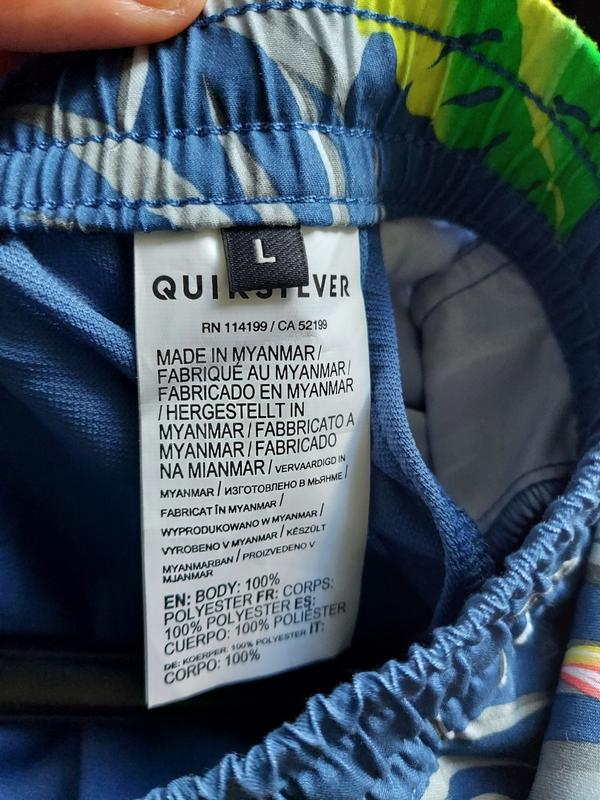 L
QUIKSILVER
RN 114199 / CA 52199
MADE IN MYANMAR /
FABRIQUÉ AU MYANMAR /
FABRICADO EN MYANMAR
/ HERGESTELLT IN
MYANMAR / FABBRICATO A
MYANMAR / FABRICADO
NA MIANMAR / VERVAARDIGD IN
MYANMAR / ИЗГОТОВЛЕНО В МЬЯНМЕ /
FABRICAT ÎN MYANMAR /
WYPRODUKOWANO W MYANMAR /
VYROBENO V MYANMAR / KÉSZÜLT
MYANMARBAN / PROIZVEDENO V
MJANMAR
EN: BODY: 100%
POLYESTER FR: CORPS:
100% POLYESTER ES:
CUERPO: 100% POLIÉSTER
DE: KOERPER: 100% POLYESTER IT:
CORPO: 100%